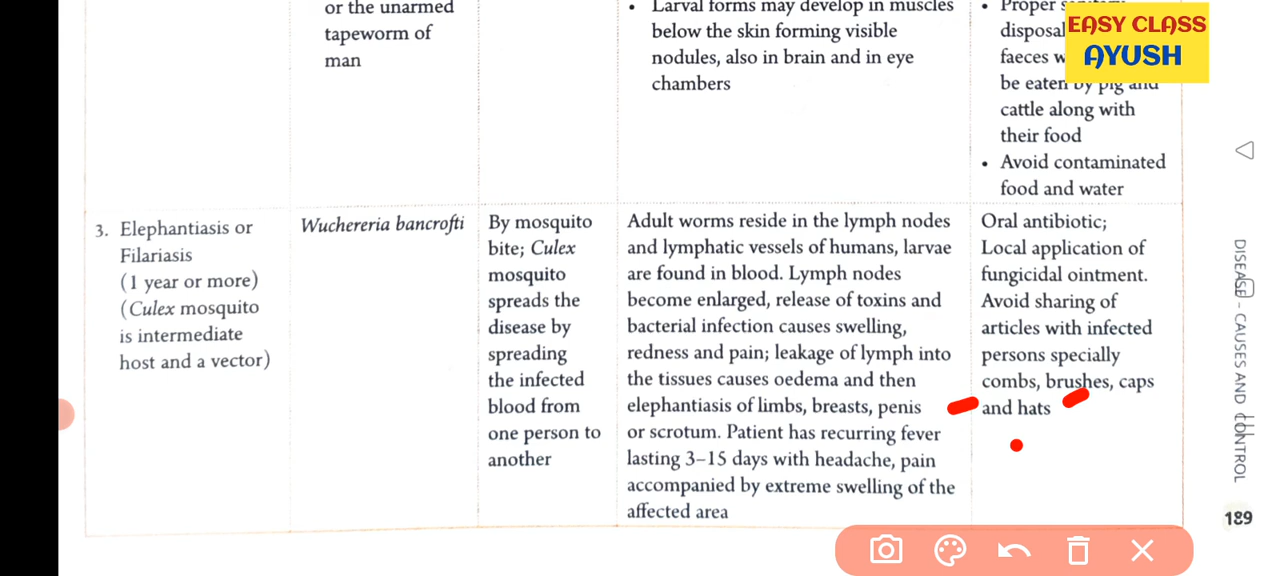 or the unarmed
tapeworm of
man
• Larval forms may develop in muscles
below the skin forming visible
nodules, also in brain and in eye
chambers
• Proper
disposal
faeces
be eaten by pig and
cattle along with
their food
• Avoid contaminated
food and water
EASY CLASS
AYUSH
3. Elephantiasis or
Filariasis
(1 year or more)
(Culex mosquito
is intermediate
host and a vector)
Wuchereria bancrofti
By mosquito
bite; Culex
mosquito
spreads the
disease by
spreading
the infected
blood from
one person to
another
Adult worms reside in the lymph nodes
and lymphatic vessels of humans, larvae
are found in blood. Lymph nodes
become enlarged, release of toxins and
bacterial infection causes swelling,
redness and pain; leakage of lymph into
the tissues causes oedema and then
elephantiasis of limbs, breasts, penis
or scrotum. Patient has recurring fever
lasting 3–15 days with headache, pain
accompanied by extreme swelling of the
affected area
Oral antibiotic;
Local application of
fungicidal ointment.
Avoid sharing of
articles with infected
persons specially
combs, brushes, caps
and hats
DISEASE – CAUSES AND CONTROL
189